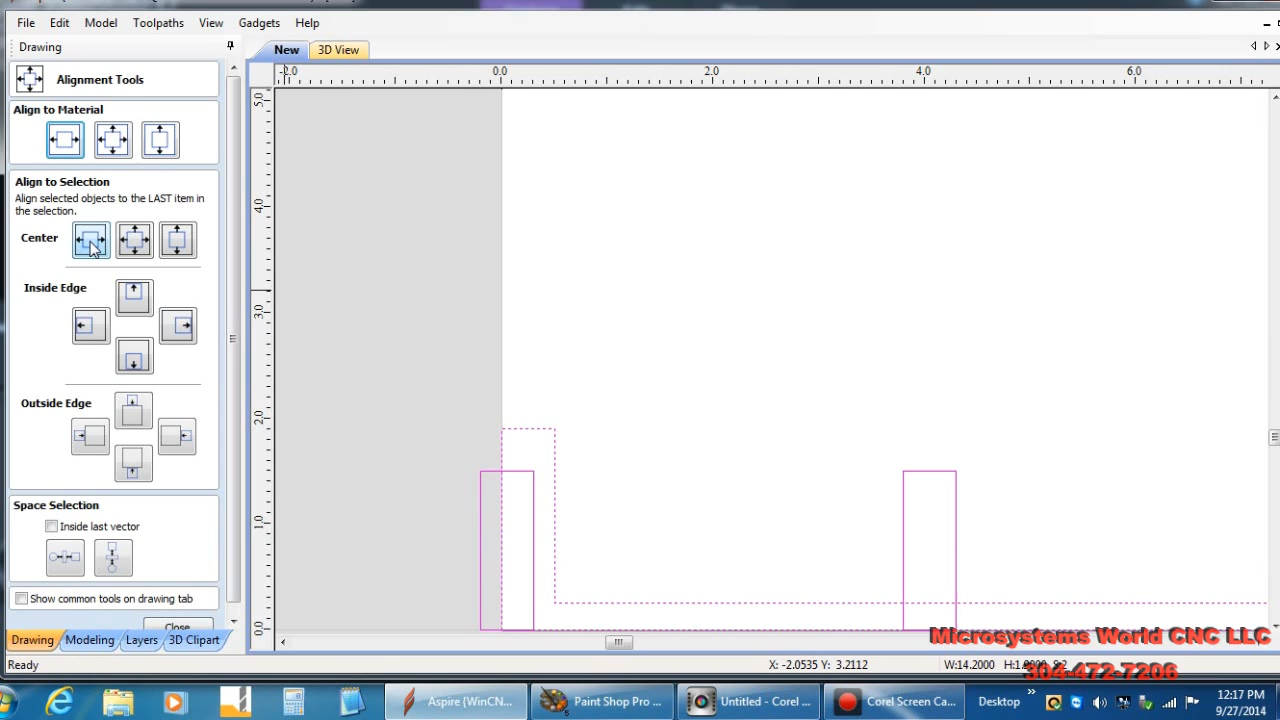 File Edit Model Toolpaths View Gadgets Help
Drawing
New 3D View
Alignment Tools
Align to Material
Align to Selection
Align selected objects to the LAST item in
the selection.
Center
Inside Edge
Outside Edge
Space Selection
Inside last vector
Show common tools on drawing tab
Close
Drawing Modeling Layers 3D Clipart
-2.0 0.0 2.0 4.0 6.0
5.0
4.0
3.0
2.0
1.0
0.0
Microsystems World CNC LLC
304-472-7206
Ready
X: -2.0535 Y: 3.2112
W:14.2000
Aspire {WinCN...
Paint Shop Pro ...
Untitled - Corel ...
Corel Screen Ca...
Desktop
12:17 PM
9/27/2014